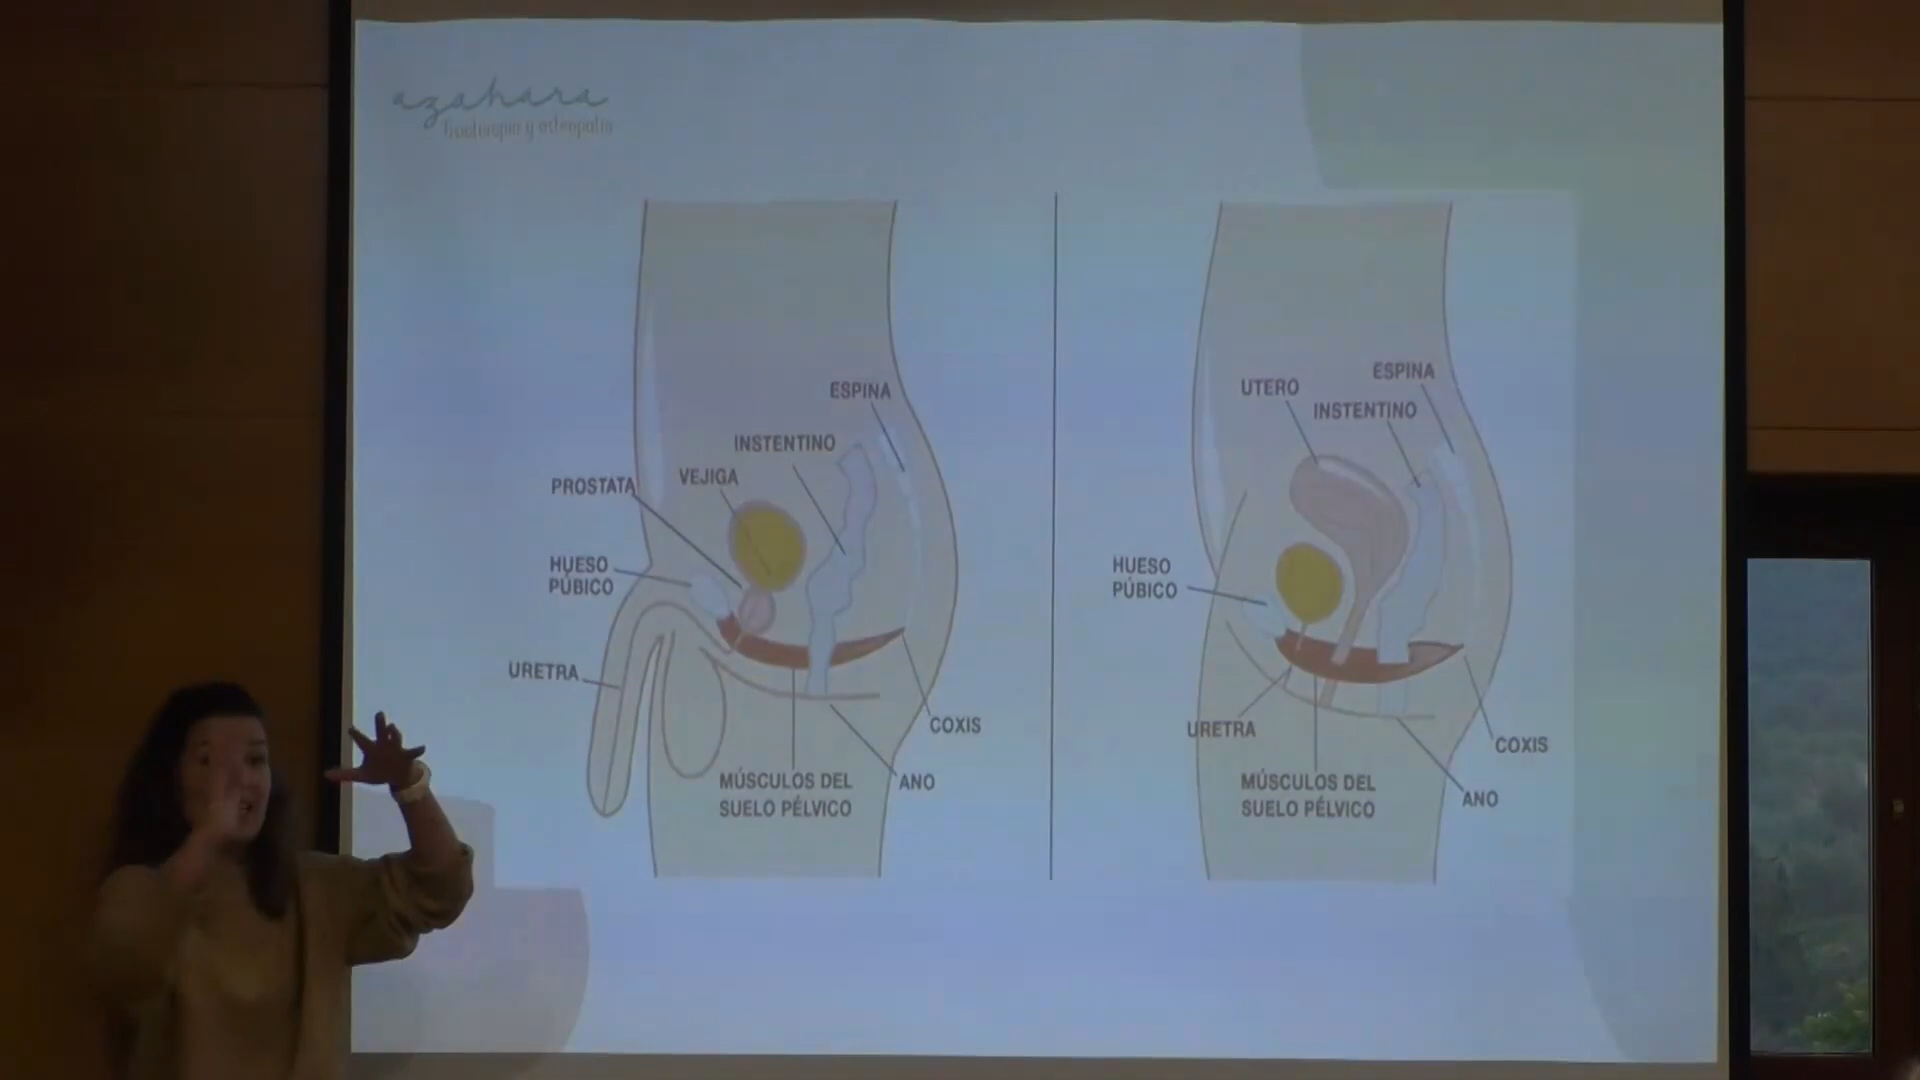 azahara
fisioterapia y osteopatía
ESPINA
INSTENTINO
VEJIGA
PROSTATA
HUESO
PÚBICO
URETRA
COXIS
MÚSCULOS DEL
SUELO PÉLVICO
ANO
ESPINA
UTERO
INSTENTINO
HUESO
PÚBICO
URETRA
COXIS
MÚSCULOS DEL
SUELO PÉLVICO
ANO